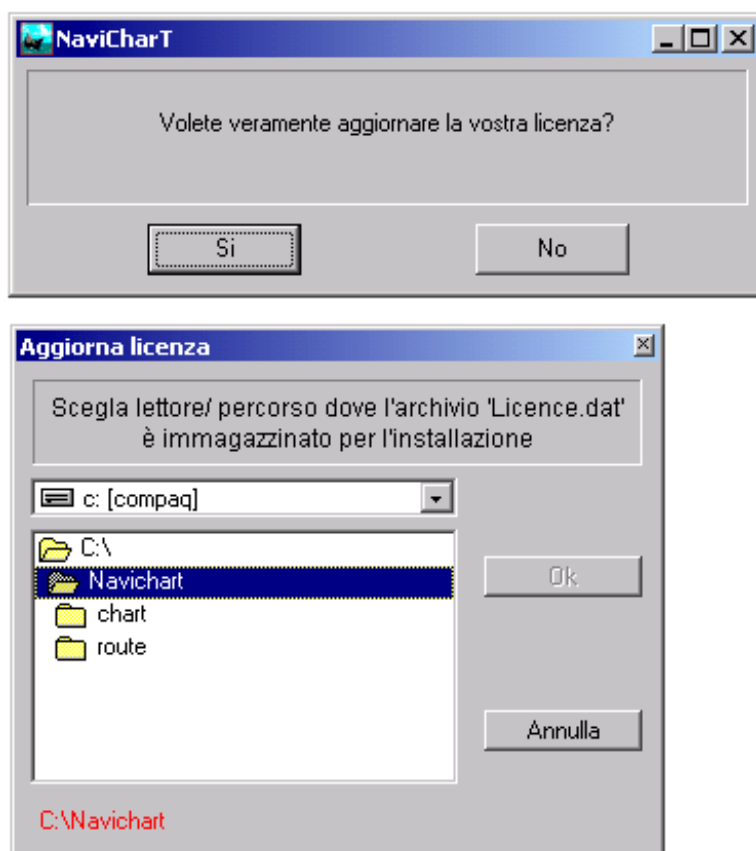 NaviCharT
Volete veramente aggiornare la vostra licenza?
Si
No
Aggiorna licenza
Scegla lettore/ percorso dove l'archivio 'Licence.dat'
è immagazzinato per l'installazione
c: [compaq]
C:\
Navichart
chart
route
Ok
Annulla
C:\Navichart